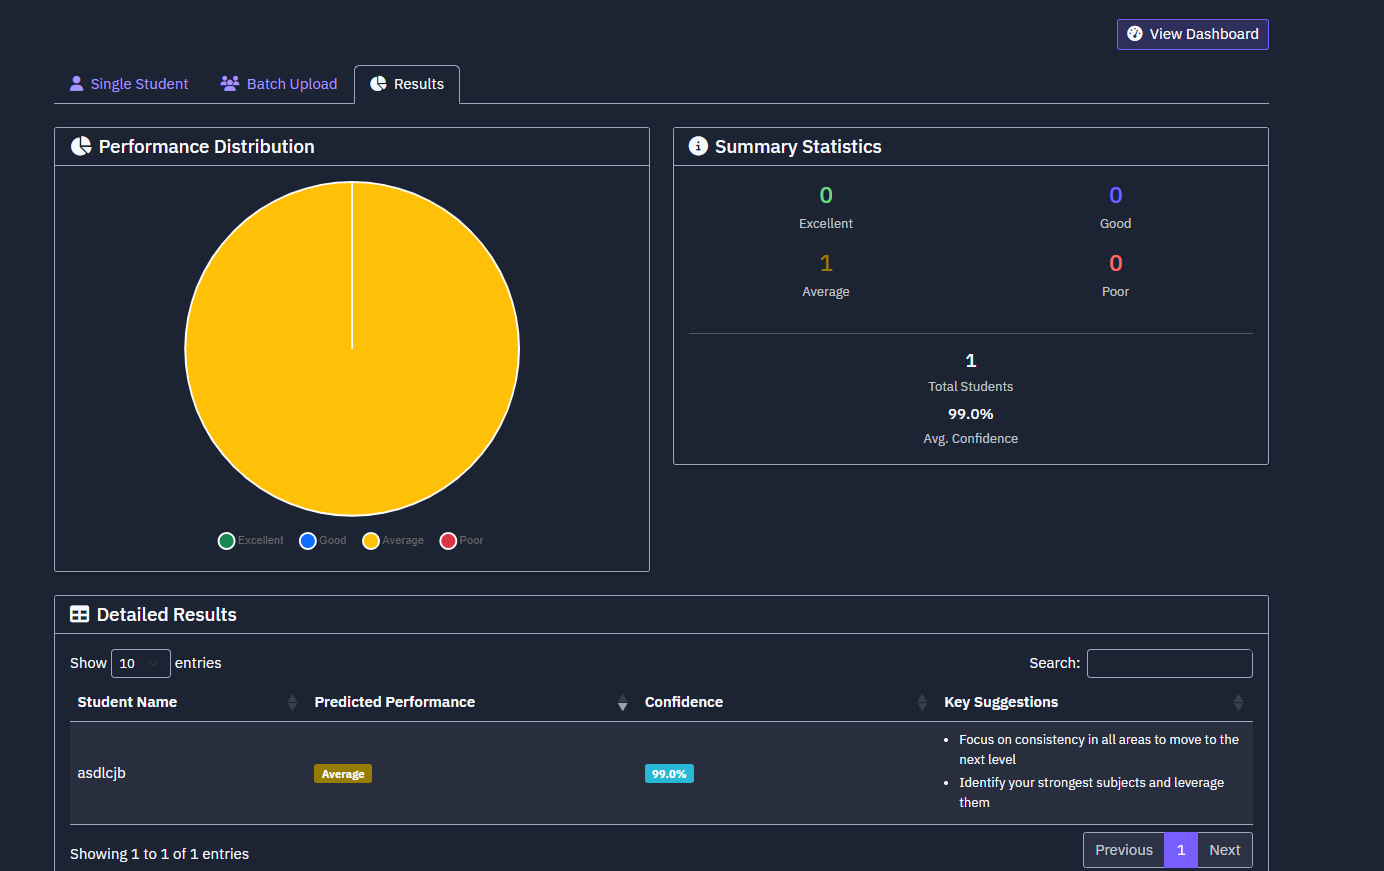 View Dashboard
Single Student
Batch Upload
Results
Performance Distribution
Excellent
Good
Average
Poor
Summary Statistics
0
Excellent
0
Good
1
Average
0
Poor
1
Total Students
99.0%
Avg. Confidence
Detailed Results
Show 10 entries
Search:
Student Name
Predicted Performance
Confidence
Key Suggestions
asdlcjb
Average
99.0%
• Focus on consistency in all areas to move to the
next level
• Identify your strongest subjects and leverage
them
Showing 1 to 1 of 1 entries
Previous
1
Next